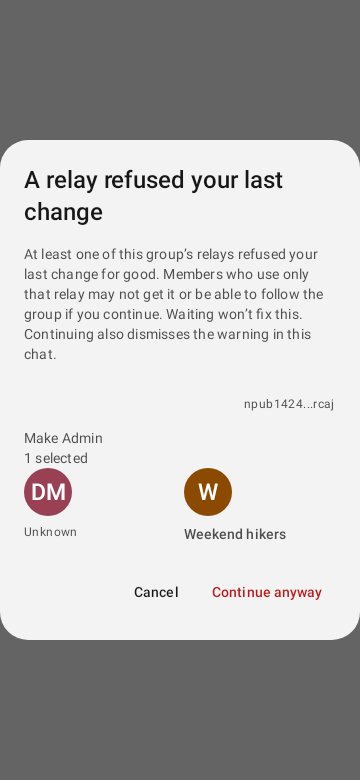 A relay refused your last
change
At least one of this group’s relays refused your
last change for good. Members who use only
that relay may not get it or be able to follow the
group if you continue. Waiting won’t fix this.
Continuing also dismisses the warning in this
chat.
npub1424...rcaj
Make Admin
1 selected
DM
W
Unknown
Weekend hikers
Cancel
Continue anyway